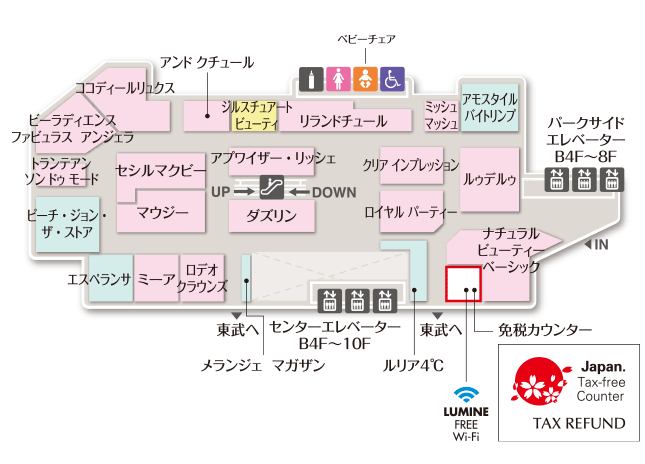 ベビーチェア
アンド クチュール
ココディールリュクス
ビーラディエンス
ファビュラス アンジェラ
ジルスチュアート
ビューティ
リランドチュール
ミッシュ
マッシュ
アモスタイル
バイトリンプ
パークサイド
エレベーター
B4F〜8F
トランテアン
ソンドゥ モード
セシルマクビー
アプワイザー・リッシェ
クリア インプレッション
ルゥデルゥ
UP
DOWN
ピーチ・ジョン・
ザ・ストア
マウジー
ダズリン
ロイヤル パーティー
ナチュラル
ビューティー
ベーシック
IN
エスペランサ
ミーア
ロデオ
クラウンズ
東武へ
センターエレベーター
B4F〜10F
東武へ
免税カウンター
メランジェ マガザン
ルリア4℃
LUMINE
FREE
Wi-Fi
Japan.
Tax-free
Counter
TAX REFUND